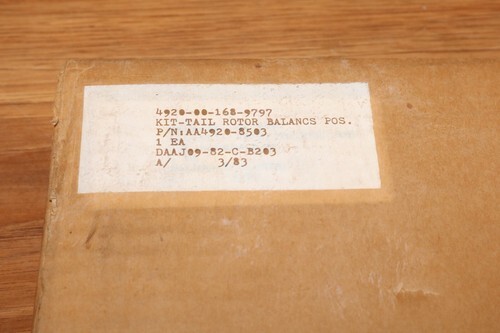 4920-00-168-9797
KIT-TAIL ROTOR BALANCS POS.
P/N:AA4920-8503
1 EA
DAAJ09-82-C-B203
A/ 3/83